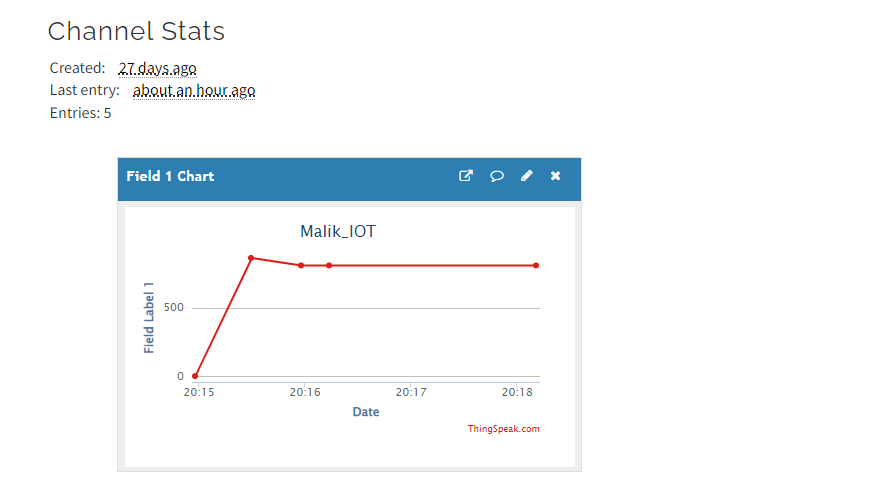 Channel Stats
Created: 27 days ago
Last entry: about an hour ago
Entries: 5
Field 1 Chart
Malik_IOT
Field Label 1
500
0
20:15 20:16 20:17 20:18
Date
ThingSpeak.com